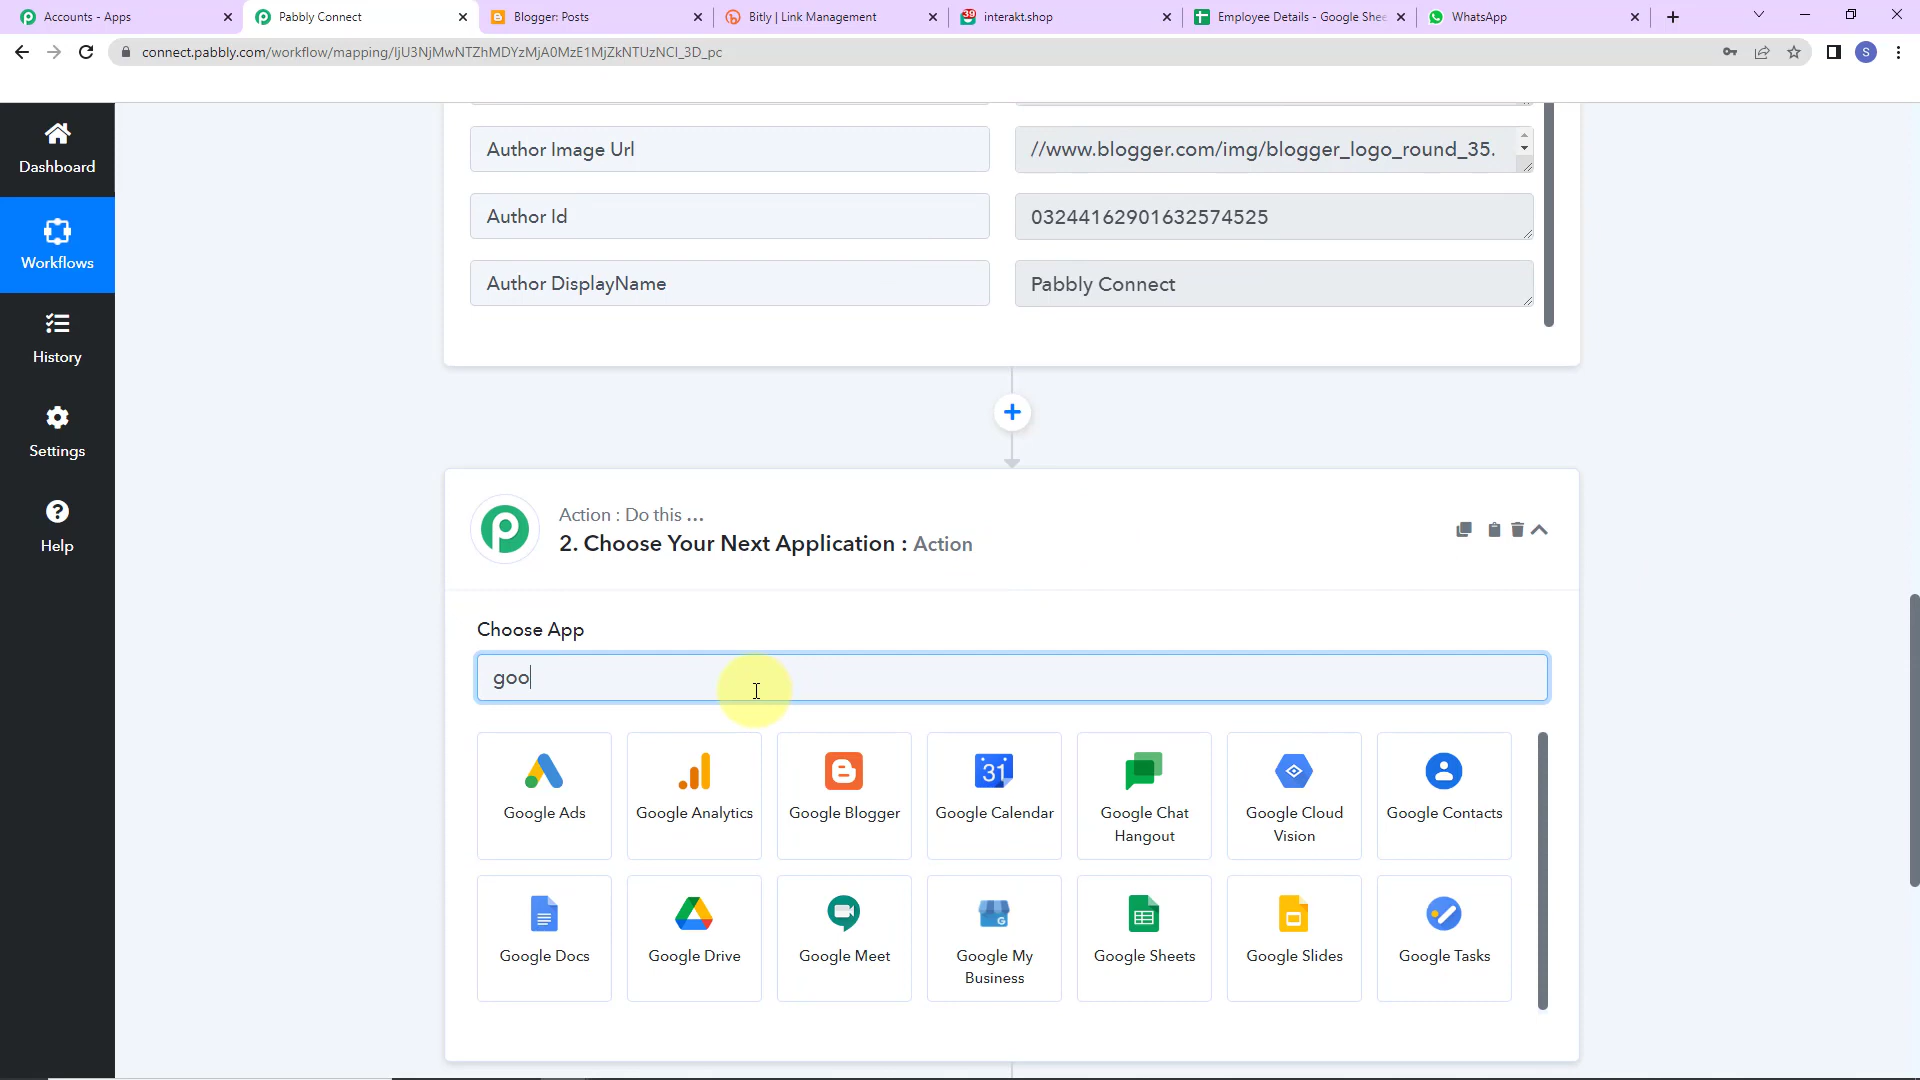 Accounts - Apps
Pabbly Connect
Blogger: Posts
Bitly | Link Management
39
interakt.shop
Employee Details - Google Shee
WhatsApp
connect.pabbly.com/workflow/mapping/IjU3NjMwNTZhMDYzMjA0MzE1MjZkNTUzNCI_3D_pc
S
Dashboard
Workflows
History
Settings
Help
Author Image Url
//www.blogger.com/img/blogger_logo_round_35.
Author Id
03244162901632574525
Author DisplayName
Pabbly Connect
Action : Do this ...
2. Choose Your Next Application : Action
Choose App
goo
31
Google Ads
Google Analytics
Google Blogger
Google Calendar
Google Chat
Hangout
Google Cloud
Vision
Google Contacts
Google Docs
Google Drive
Google Meet
Google My
Business
Google Sheets
Google Slides
Google Tasks